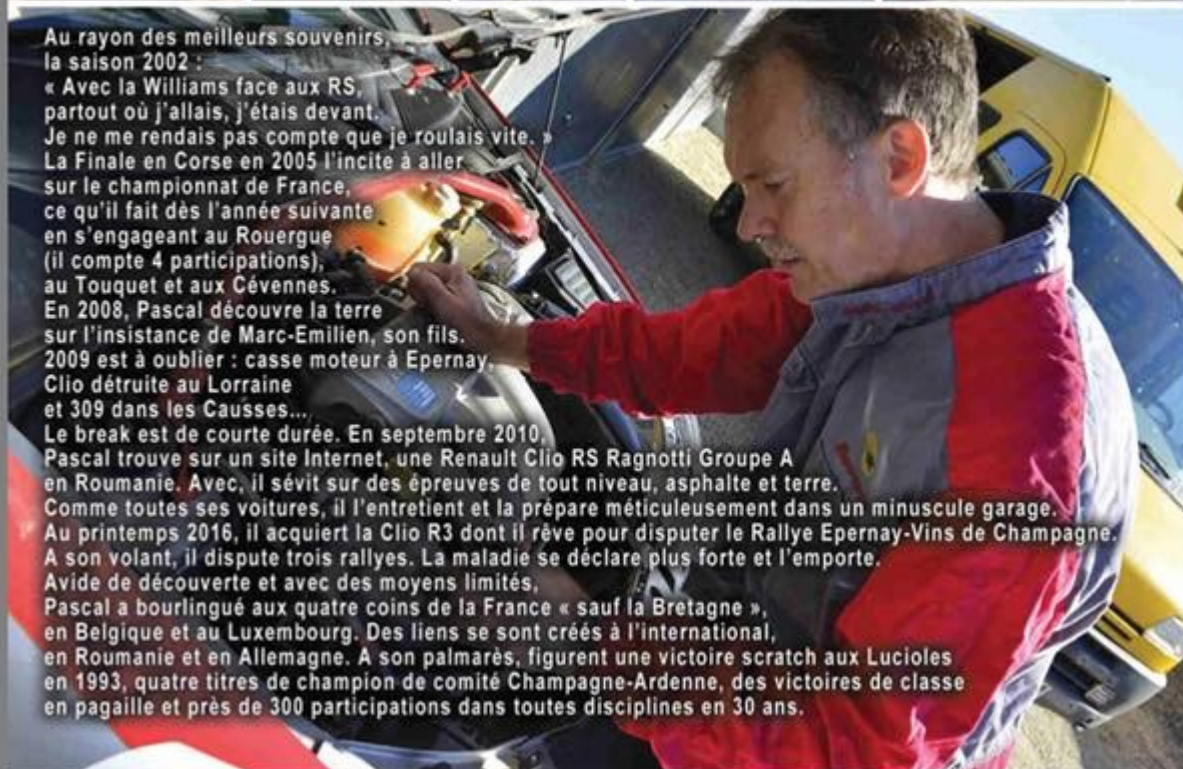 Au rayon des meilleurs souvenirs,
la saison 2002 :
« Avec la Williams face aux RS,
partout où j'allais, j'étais devant.
Je ne me rendais pas compte que je roulais vite. »
La Finale en Corse en 2005 l'incite à aller
sur le championnat de France,
ce qu'il fait dès l'année suivante
en s'engageant au Rouergue
(il compte 4 participations),
au Touquet et aux Cévennes.
En 2008, Pascal découvre la terre
sur l'insistance de Marc-Emilien, son fils.
2009 est à oublier : casse moteur à Epernay,
Clio détruite au Lorraine
et 309 dans les Causses...
Le break est de courte durée. En septembre 2010,
Pascal trouve sur un site Internet, une Renault Clio RS Ragnotti Groupe A
en Roumanie. Avec, il sévit sur des épreuves de tout niveau, asphalte et terre.
Comme toutes ses voitures, il l'entretient et la prépare méticuleusement dans un minuscule garage.
Au printemps 2016, il acquiert la Clio R3 dont il rêve pour disputer le Rallye Epernay-Vins de Champagne.
A son volant, il dispute trois rallyes. La maladie se déclare plus forte et l'emporte.
Avide de découverte et avec des moyens limités,
Pascal a bourlingué aux quatre coins de la France « sauf la Bretagne »,
en Belgique et au Luxembourg. Des liens se sont créés à l'international,
en Roumanie et en Allemagne. A son palmarès, figurent une victoire scratch aux Lucioles
en 1993, quatre titres de champion de comité Champagne-Ardenne, des victoires de classe
en pagaille et près de 300 participations dans toutes disciplines en 30 ans.